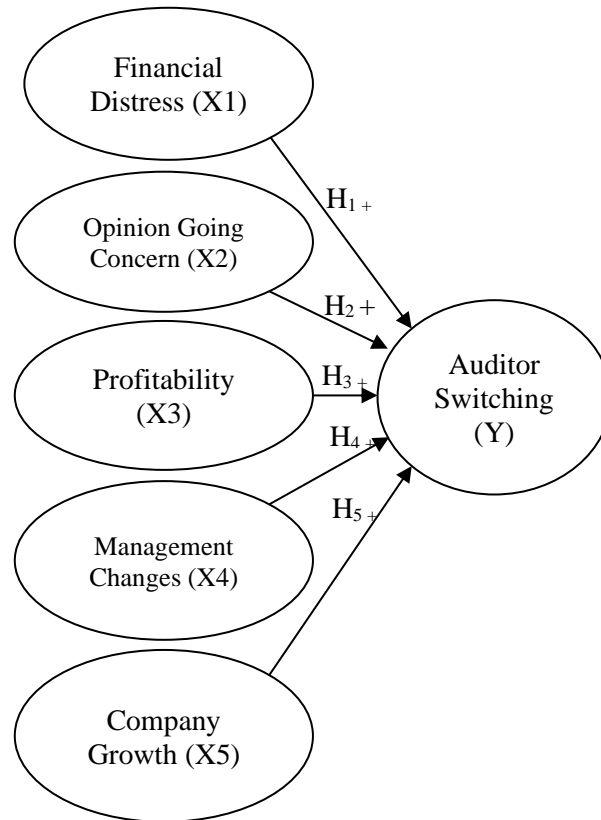 Financial
Distress (X1)
H1 +
Opinion Going
Concern (X2)
H2 +
Profitability
(X3)
H3 +
Auditor
Switching
(Y)
H4 +
Management
Changes (X4)
H5 +
Company
Growth (X5)